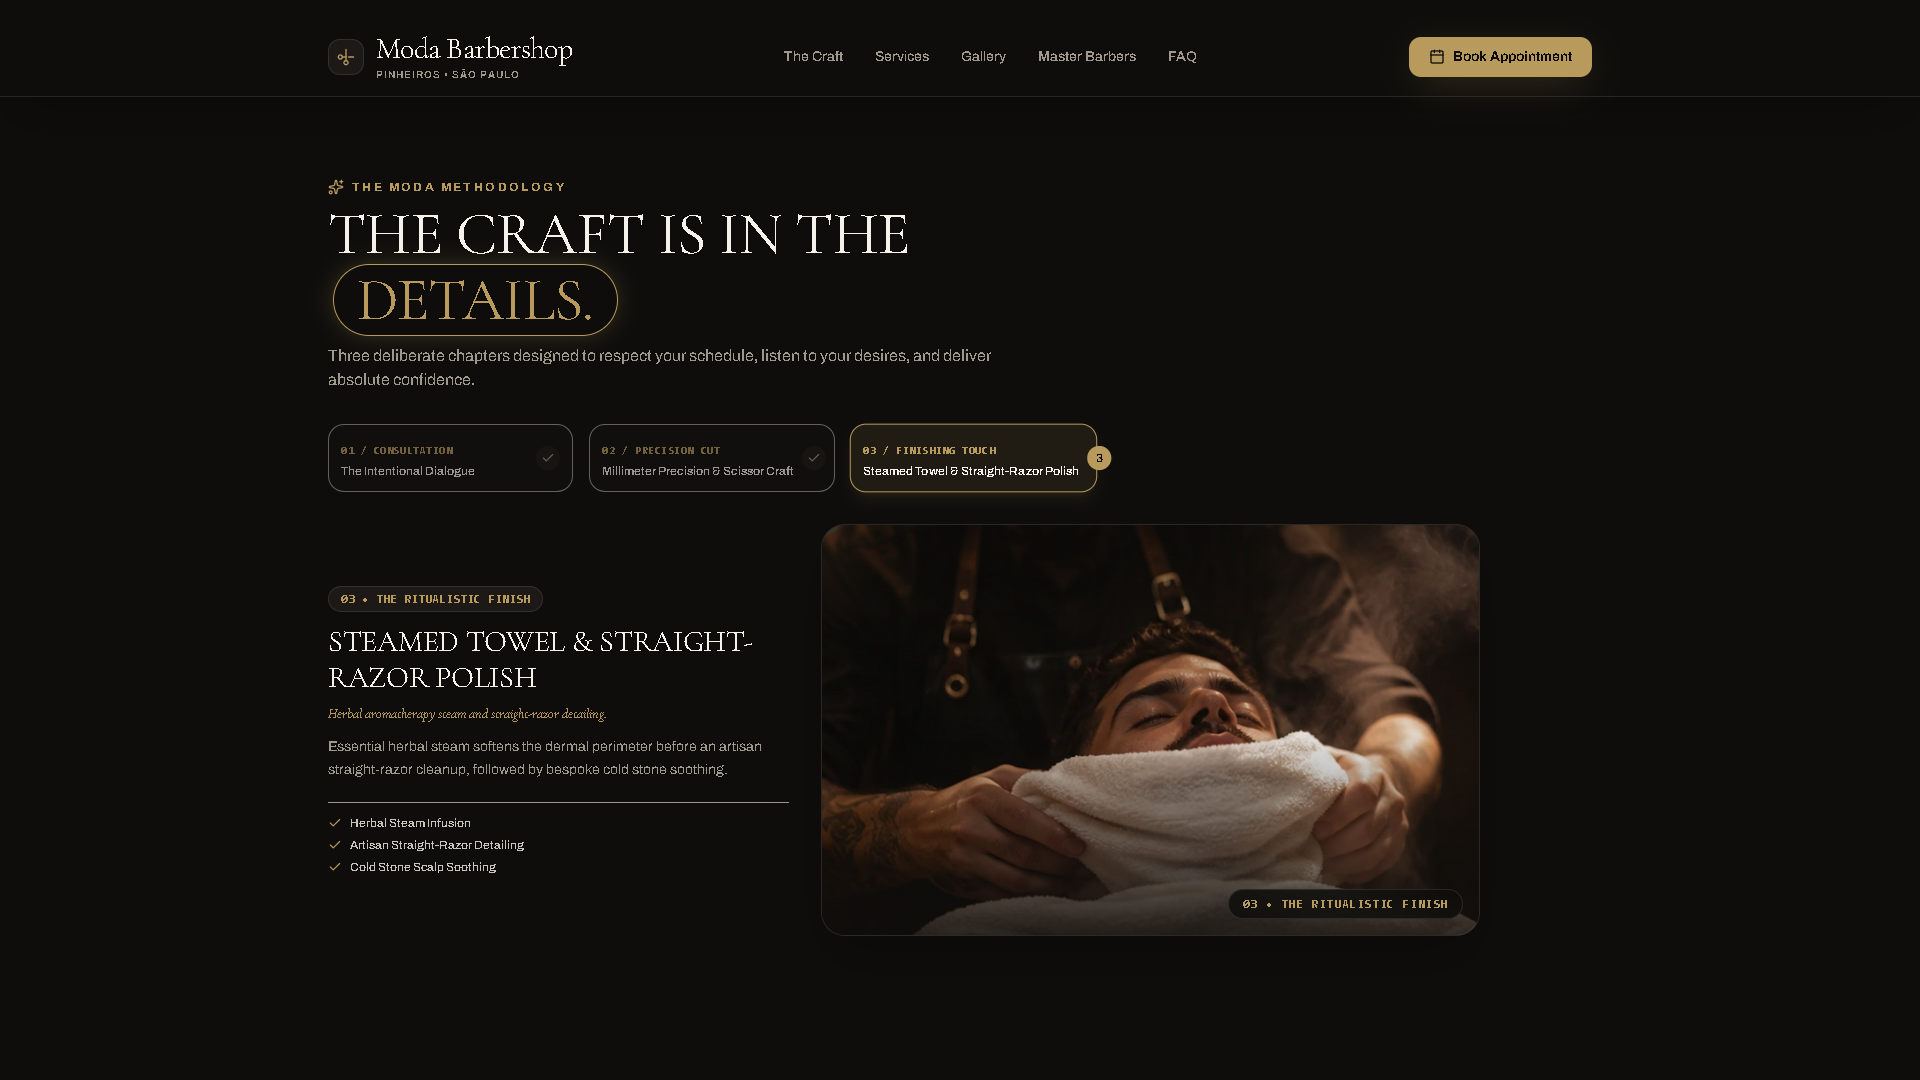 Moda Barbershop
PINHEIROS • SÃO PAULO
The Craft
Services
Gallery
Master Barbers
FAQ
Book Appointment
THE MODA METHODOLOGY
THE CRAFT IS IN THE
DETAILS.
Three deliberate chapters designed to respect your schedule, listen to your desires, and deliver
absolute confidence.
01 / CONSULTATION
The Intentional Dialogue
02 / PRECISION CUT
Millimeter Precision & Scissor Craft
03 / FINISHING TOUCH
Steamed Towel & Straight-Razor Polish
3
03 • THE RITUALISTIC FINISH
STEAMED TOWEL & STRAIGHT-
RAZOR POLISH
Herbal aromatherapy steam and straight-razor detailing.
Essential herbal steam softens the dermal perimeter before an artisan
straight-razor cleanup, followed by bespoke cold stone soothing.
Herbal Steam Infusion
Artisan Straight-Razor Detailing
Cold Stone Scalp Soothing
03 • THE RITUALISTIC FINISH